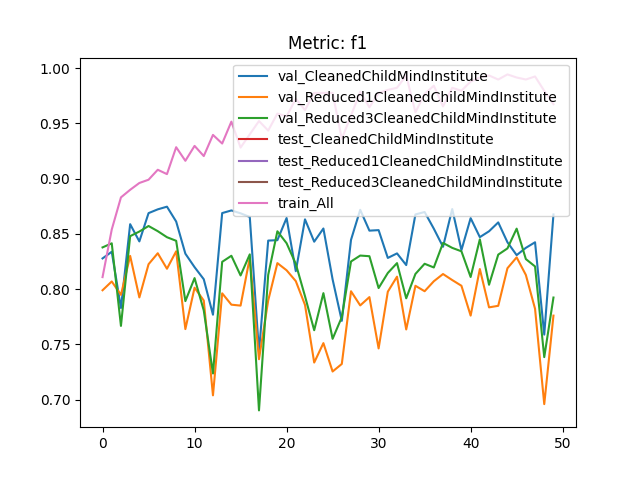 Metric: f1
1.00
0.95
0.90
0.85
0.80
0.75
0.70
val_CleanedChildMindInstitute
val_Reduced1CleanedChildMindInstitute
val_Reduced3CleanedChildMindInstitute
test_CleanedChildMindInstitute
test_Reduced1CleanedChildMindInstitute
test_Reduced3CleanedChildMindInstitute
train_All
0 10 20 30 40 50